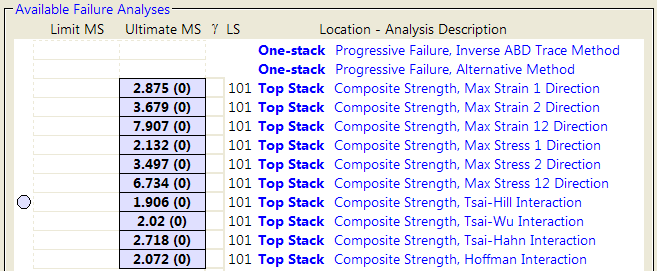 Available Failure Analyses
Limit MS Ultimate MS γ LS Location - Analysis Description
One-stack Progressive Failure, Inverse ABD Trace Method
One-stack Progressive Failure, Alternative Method
2.875 (0) 101 Top Stack Composite Strength, Max Strain 1 Direction
3.679 (0) 101 Top Stack Composite Strength, Max Strain 2 Direction
7.907 (0) 101 Top Stack Composite Strength, Max Strain 12 Direction
2.132 (0) 101 Top Stack Composite Strength, Max Stress 1 Direction
3.497 (0) 101 Top Stack Composite Strength, Max Stress 2 Direction
6.734 (0) 101 Top Stack Composite Strength, Max Stress 12 Direction
1.906 (0) 101 Top Stack Composite Strength, Tsai-Hill Interaction
2.02 (0) 101 Top Stack Composite Strength, Tsai-Wu Interaction
2.718 (0) 101 Top Stack Composite Strength, Tsai-Hahn Interaction
2.072 (0) 101 Top Stack Composite Strength, Hoffman Interaction